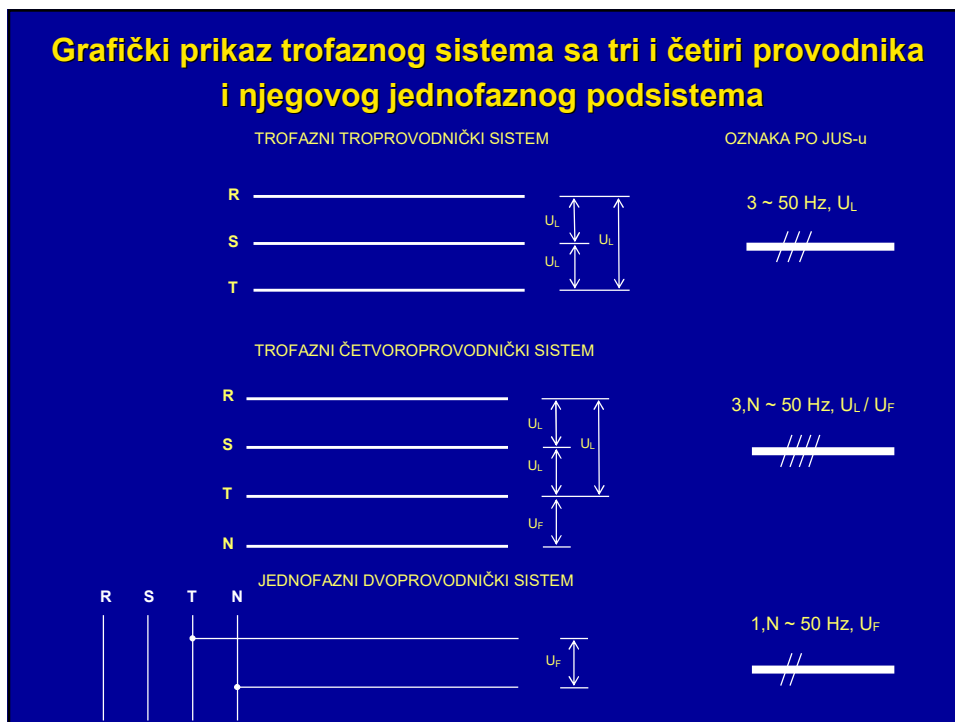 Grafički prikaz trofaznog sistema sa tri i četiri provodnika
i njegovog jednofaznog podsistema
TROFAZNI TROPROVODNIČKI SISTEM
OZNAKA PO JUS-u
R
S
T
UL
UL
UL
3 ~ 50 Hz, UL
TROFAZNI ČETVOROPROVODNIČKI SISTEM
R
S
T
N
UL
UL
UL
UF
3,N ~ 50 Hz, UL / UF
JEDNOFAZNI DVOPROVODNIČKI SISTEM
R S T N
UF
1,N ~ 50 Hz, UF